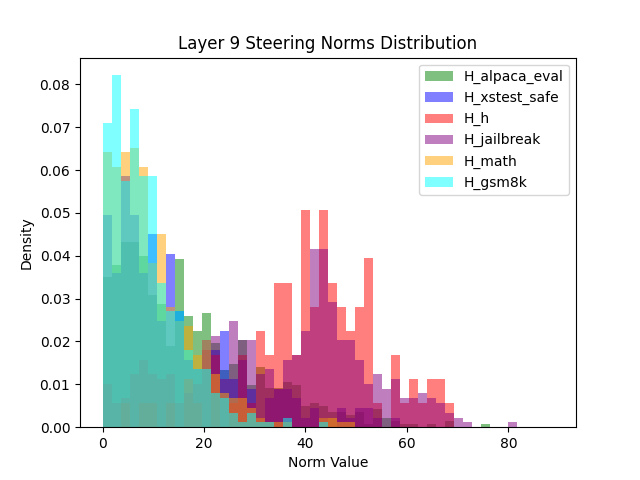 Layer 9 Steering Norms Distribution
H_alpaca_eval
H_xstest_safe
H_h
H_jailbreak
H_math
H_gsm8k
Density
0.08
0.07
0.06
0.05
0.04
0.03
0.02
0.01
0.00
0
20
40
60
80
Norm Value